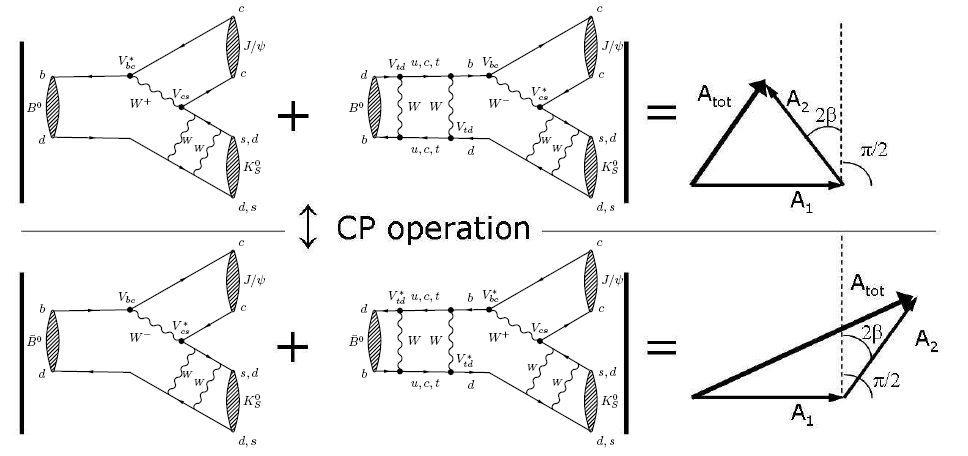 c
J/ψ
c
b
V*bc
Vcs
W+
B⁰
W
W
s, d
K⁰S
d
d, s
+
c
J/ψ
c
d
Vtd
u, c, t
b
Vbc
V*cs
W−
B⁰
W
W
W
W
s, d
K⁰S
b
u, c, t
Vtd
d
d, s
=
Atot
A2
2β
π/2
A1
↕ CP operation
c
J/ψ
c
b
Vbc
V*cs
W−
B̄⁰
W
W
s, d
K⁰S
d
d, s
+
c
J/ψ
c
d
V*td
u, c, t
b
V*bc
Vcs
W+
B̄⁰
W
W
W
W
s, d
K⁰S
b
u, c, t
V*td
d
d, s
=
Atot
2β
A2
π/2
A1